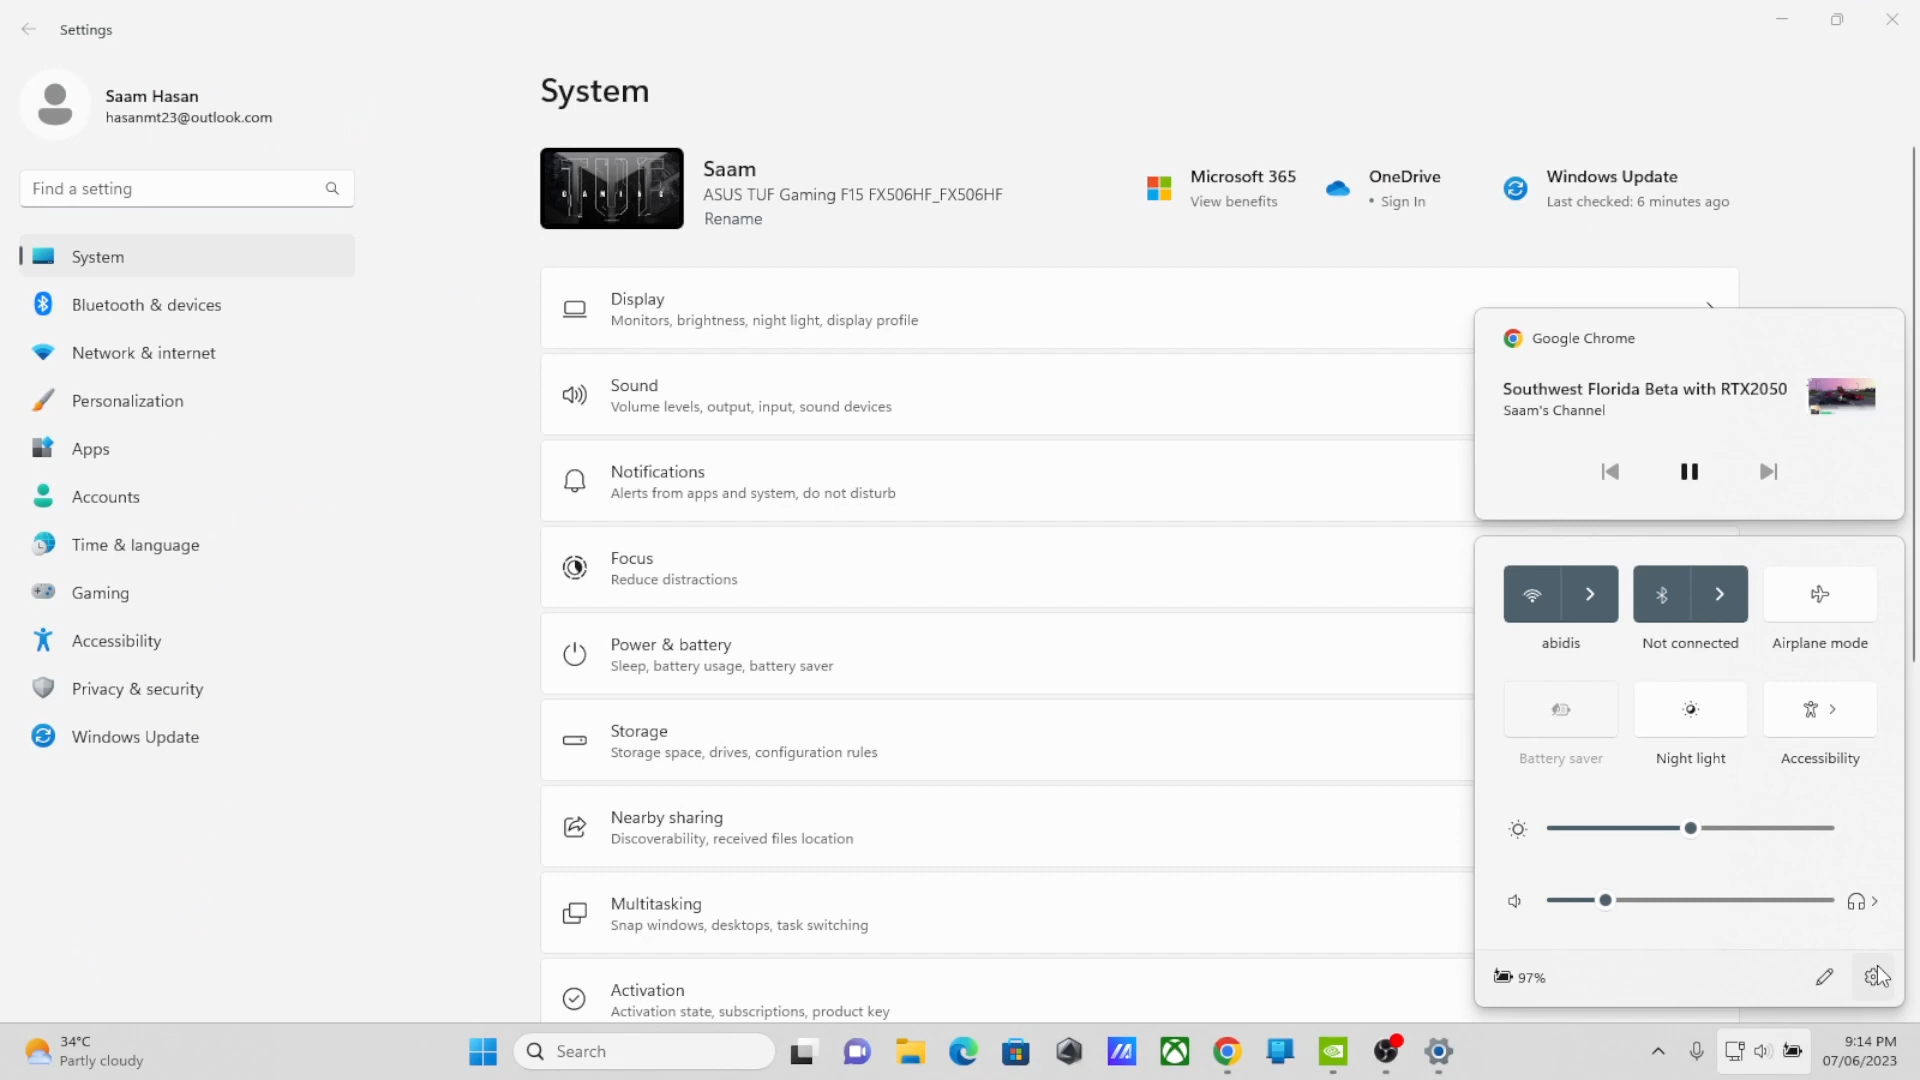 Settings
Saam Hasan
hasanmt23@outlook.com
Find a setting
System
Bluetooth & devices
Network & internet
Personalization
Apps
Accounts
Time & language
Gaming
Accessibility
Privacy & security
Windows Update
System
TUF
GAMING
Saam
ASUS TUF Gaming F15 FX506HF_FX506HF
Rename
Microsoft 365
View benefits
OneDrive
• Sign In
Windows Update
Last checked: 6 minutes ago
Display
Monitors, brightness, night light, display profile
Sound
Volume levels, output, input, sound devices
Notifications
Alerts from apps and system, do not disturb
Focus
Reduce distractions
Power & battery
Sleep, battery usage, battery saver
Storage
Storage space, drives, configuration rules
Nearby sharing
Discoverability, received files location
Multitasking
Snap windows, desktops, task switching
Activation
Activation state, subscriptions, product key
Google Chrome
Southwest Florida Beta with RTX2050
Saam's Channel
abidis
Not connected
Airplane mode
Battery saver
Night light
Accessibility
97%
34°C
Partly cloudy
Search
9:14 PM
07/06/2023